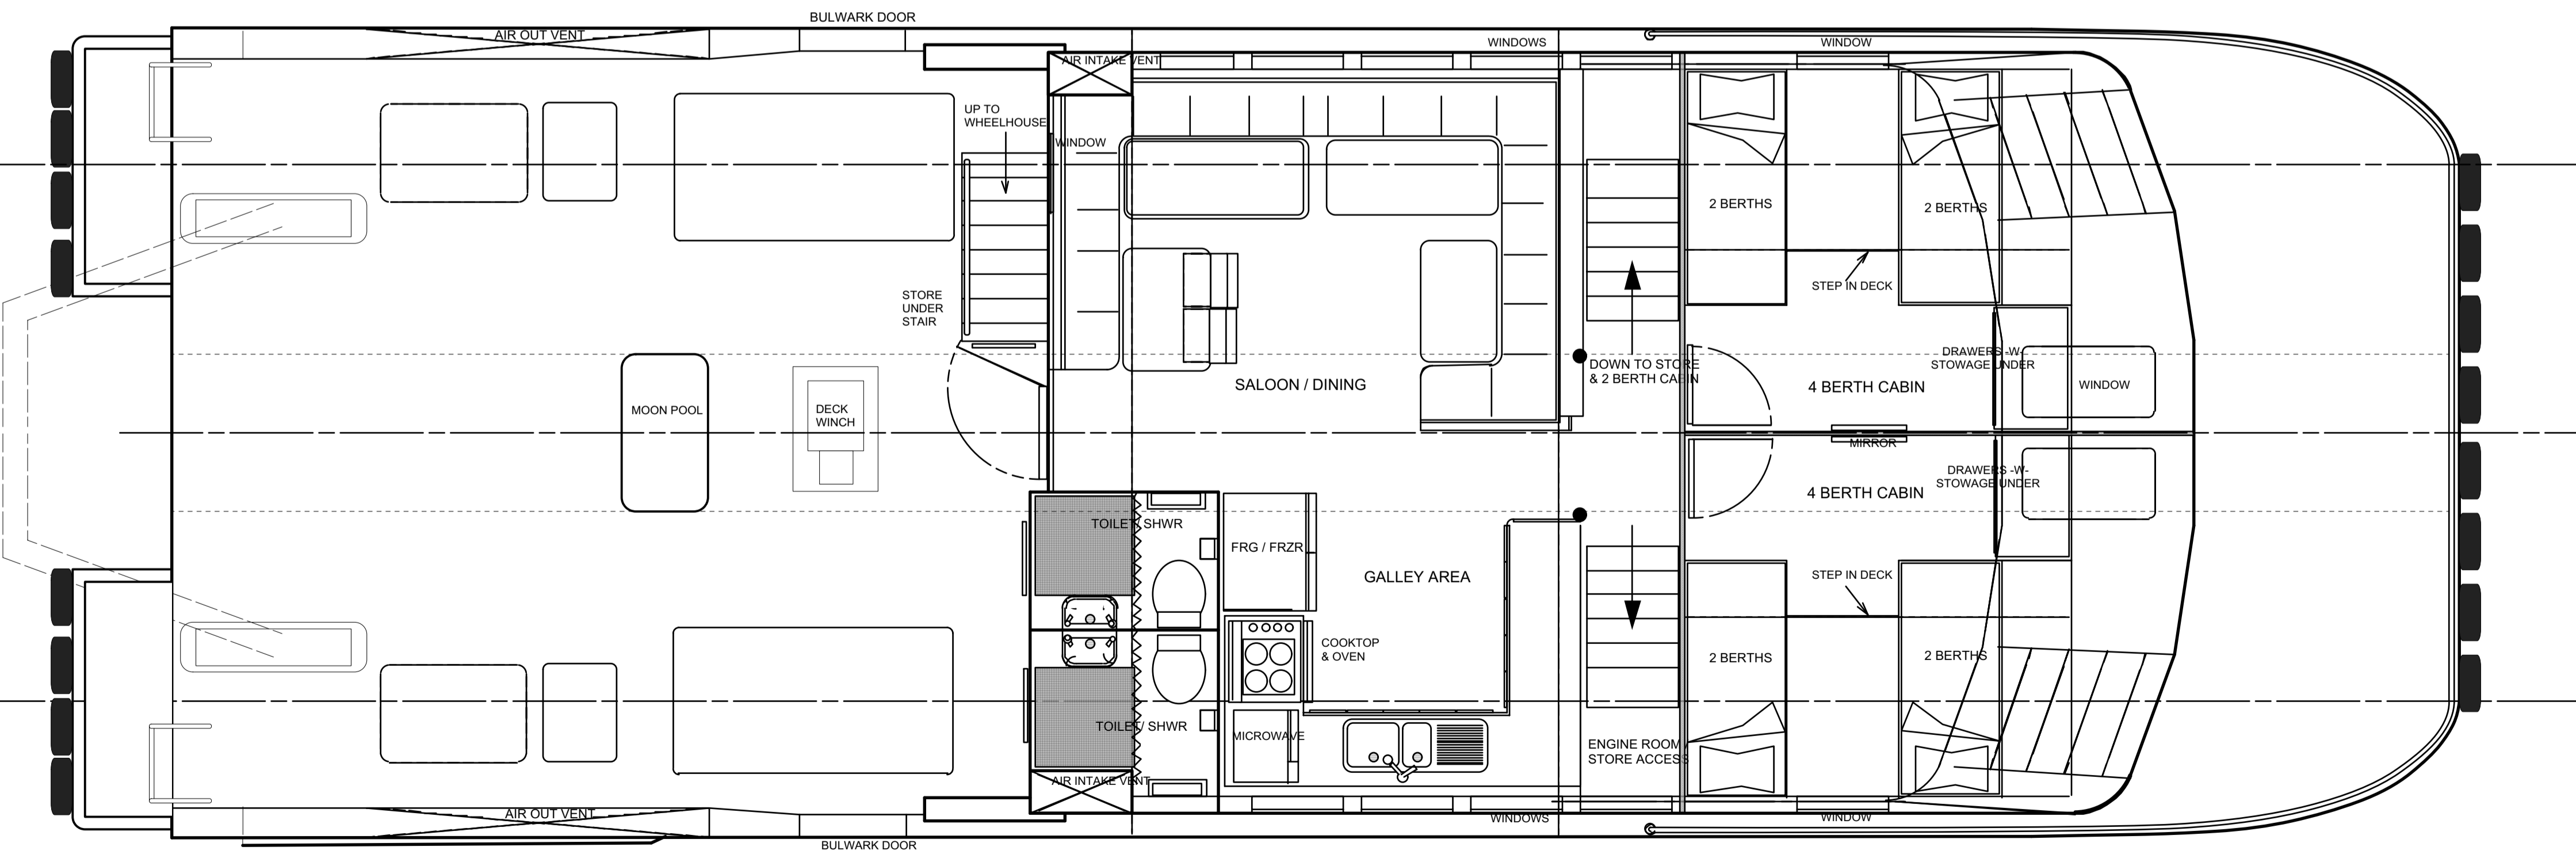 BULWARK DOOR
AIR OUT VENT
WINDOWS
WINDOW
AIR INTAKE VENT
UP TO
WHEELHOUSE
WINDOW
2 BERTHS
2 BERTHS
STEP IN DECK
STORE
UNDER
STAIR
DRAWERS -W-
STOWAGE UNDER
DOWN TO STORE
& 2 BERTH CABIN
SALOON / DINING
4 BERTH CABIN
WINDOW
MOON POOL
DECK
WINCH
MIRROR
DRAWERS -W-
STOWAGE UNDER
4 BERTH CABIN
TOILET/ SHWR
FRG / FRZR
GALLEY AREA
STEP IN DECK
COOKTOP
& OVEN
2 BERTHS
2 BERTHS
TOILET/ SHWR
MICROWAVE
ENGINE ROOM /
STORE ACCESS
AIR INTAKE VENT
AIR OUT VENT
WINDOWS
WINDOW
BULWARK DOOR